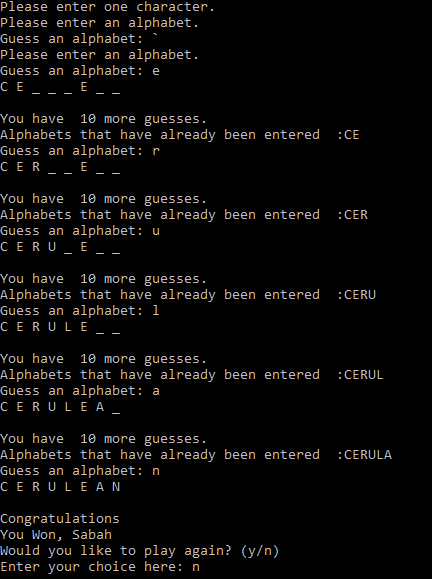 Please enter one character.
Please enter an alphabet.
Guess an alphabet: `
Please enter an alphabet.
Guess an alphabet: e
C E _ _ _ E _ _
You have  10 more guesses.
Alphabets that have already been entered  :CE
Guess an alphabet: r
C E R _ _ E _ _
You have  10 more guesses.
Alphabets that have already been entered  :CER
Guess an alphabet: u
C E R U _ E _ _
You have  10 more guesses.
Alphabets that have already been entered  :CERU
Guess an alphabet: l
C E R U L E _ _
You have  10 more guesses.
Alphabets that have already been entered  :CERUL
Guess an alphabet: a
C E R U L E A _
You have  10 more guesses.
Alphabets that have already been entered  :CERULA
Guess an alphabet: n
C E R U L E A N
Congratulations
You Won, Sabah
Would you like to play again? (y/n)
Enter your choice here: n